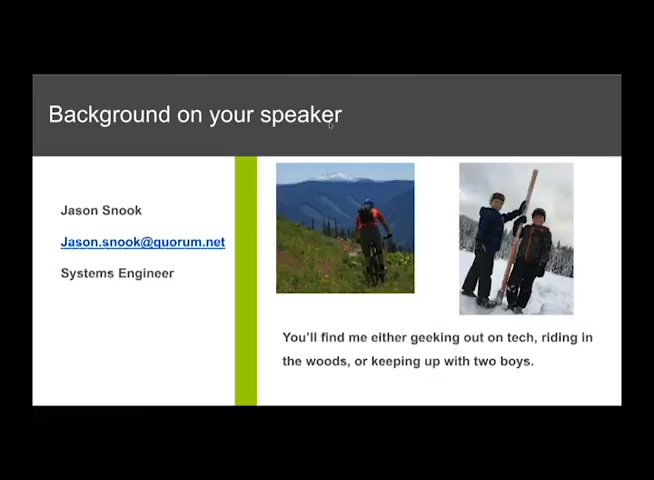 Background on your speaker
Jason Snook
Jason.snook@quorum.net
Systems Engineer
You'll find me either geeking out on tech, riding in
the woods, or keeping up with two boys.